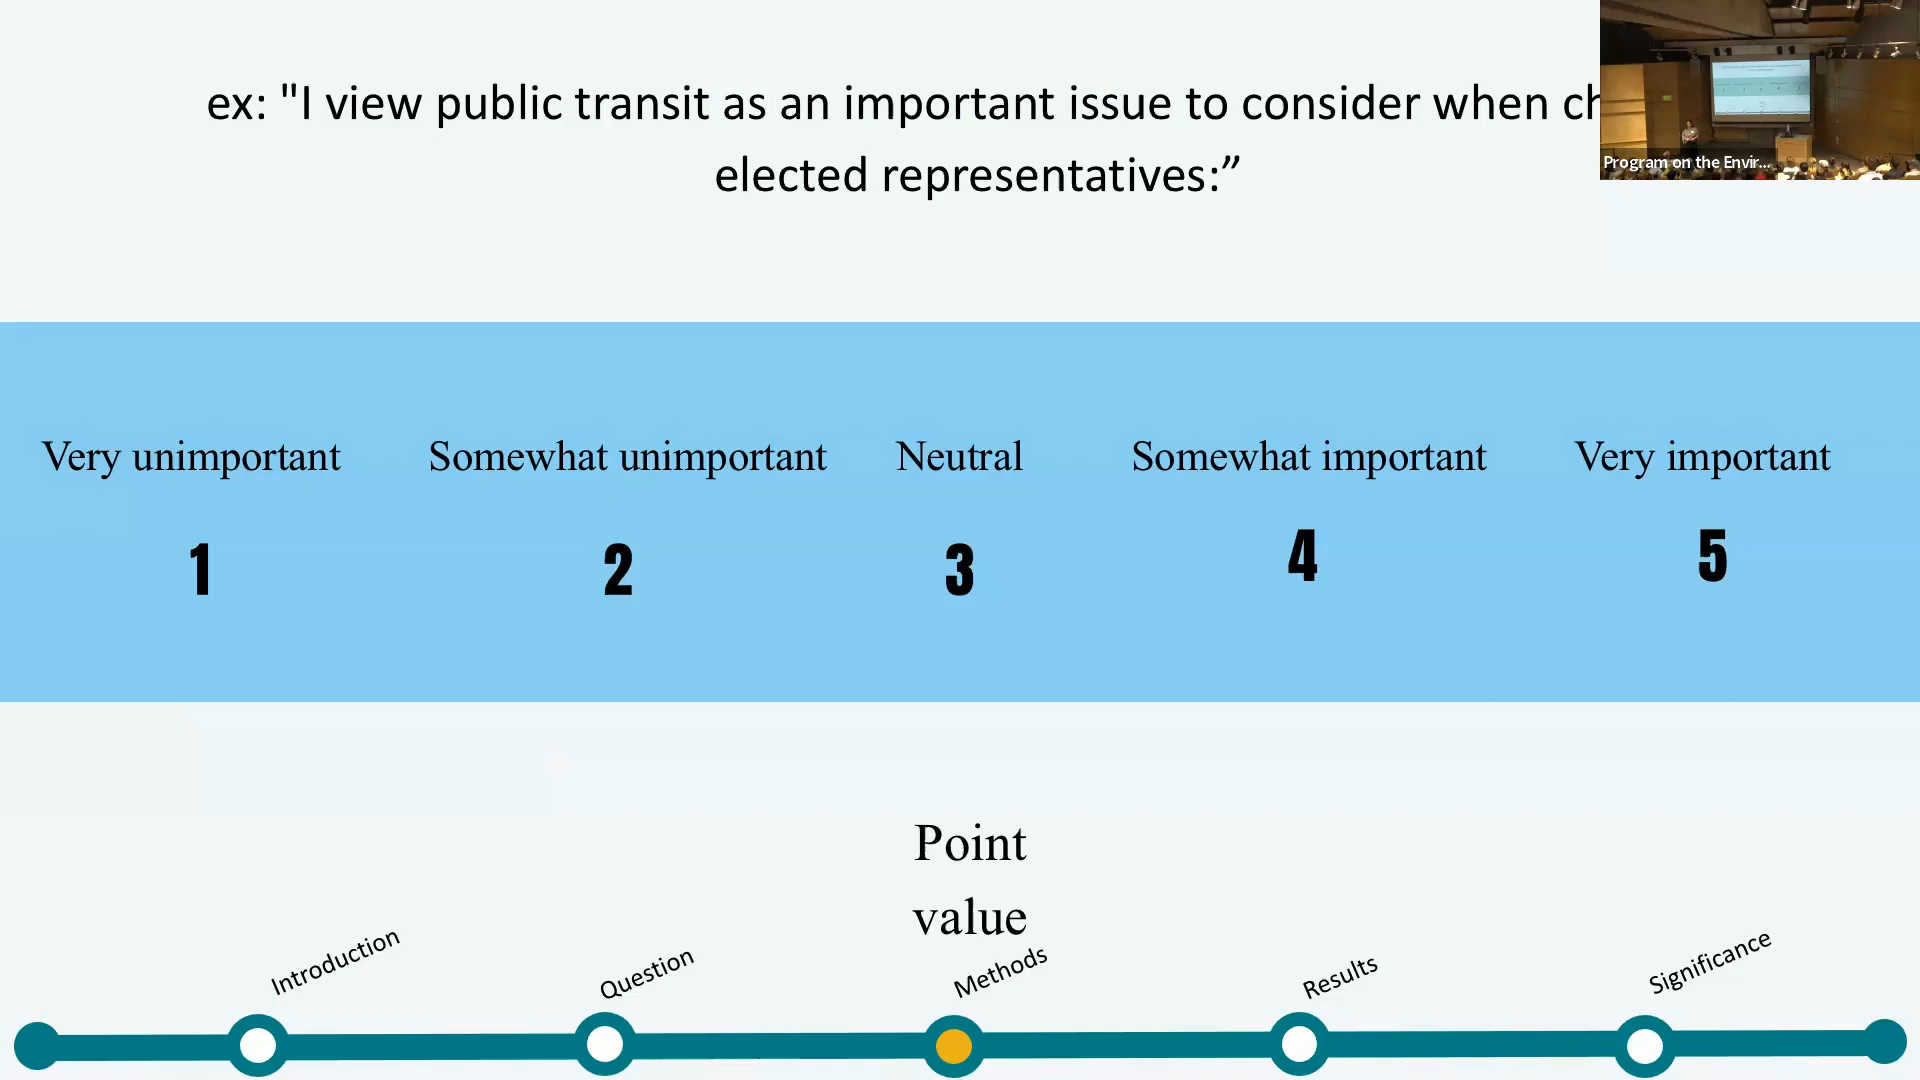 ex: "I view public transit as an important issue to consider when ch
elected representatives:”
Program on the Envir...
Very unimportant Somewhat unimportant Neutral Somewhat important Very important
1 2 3 4 5
Point
value
Introduction Question Methods Results Significance